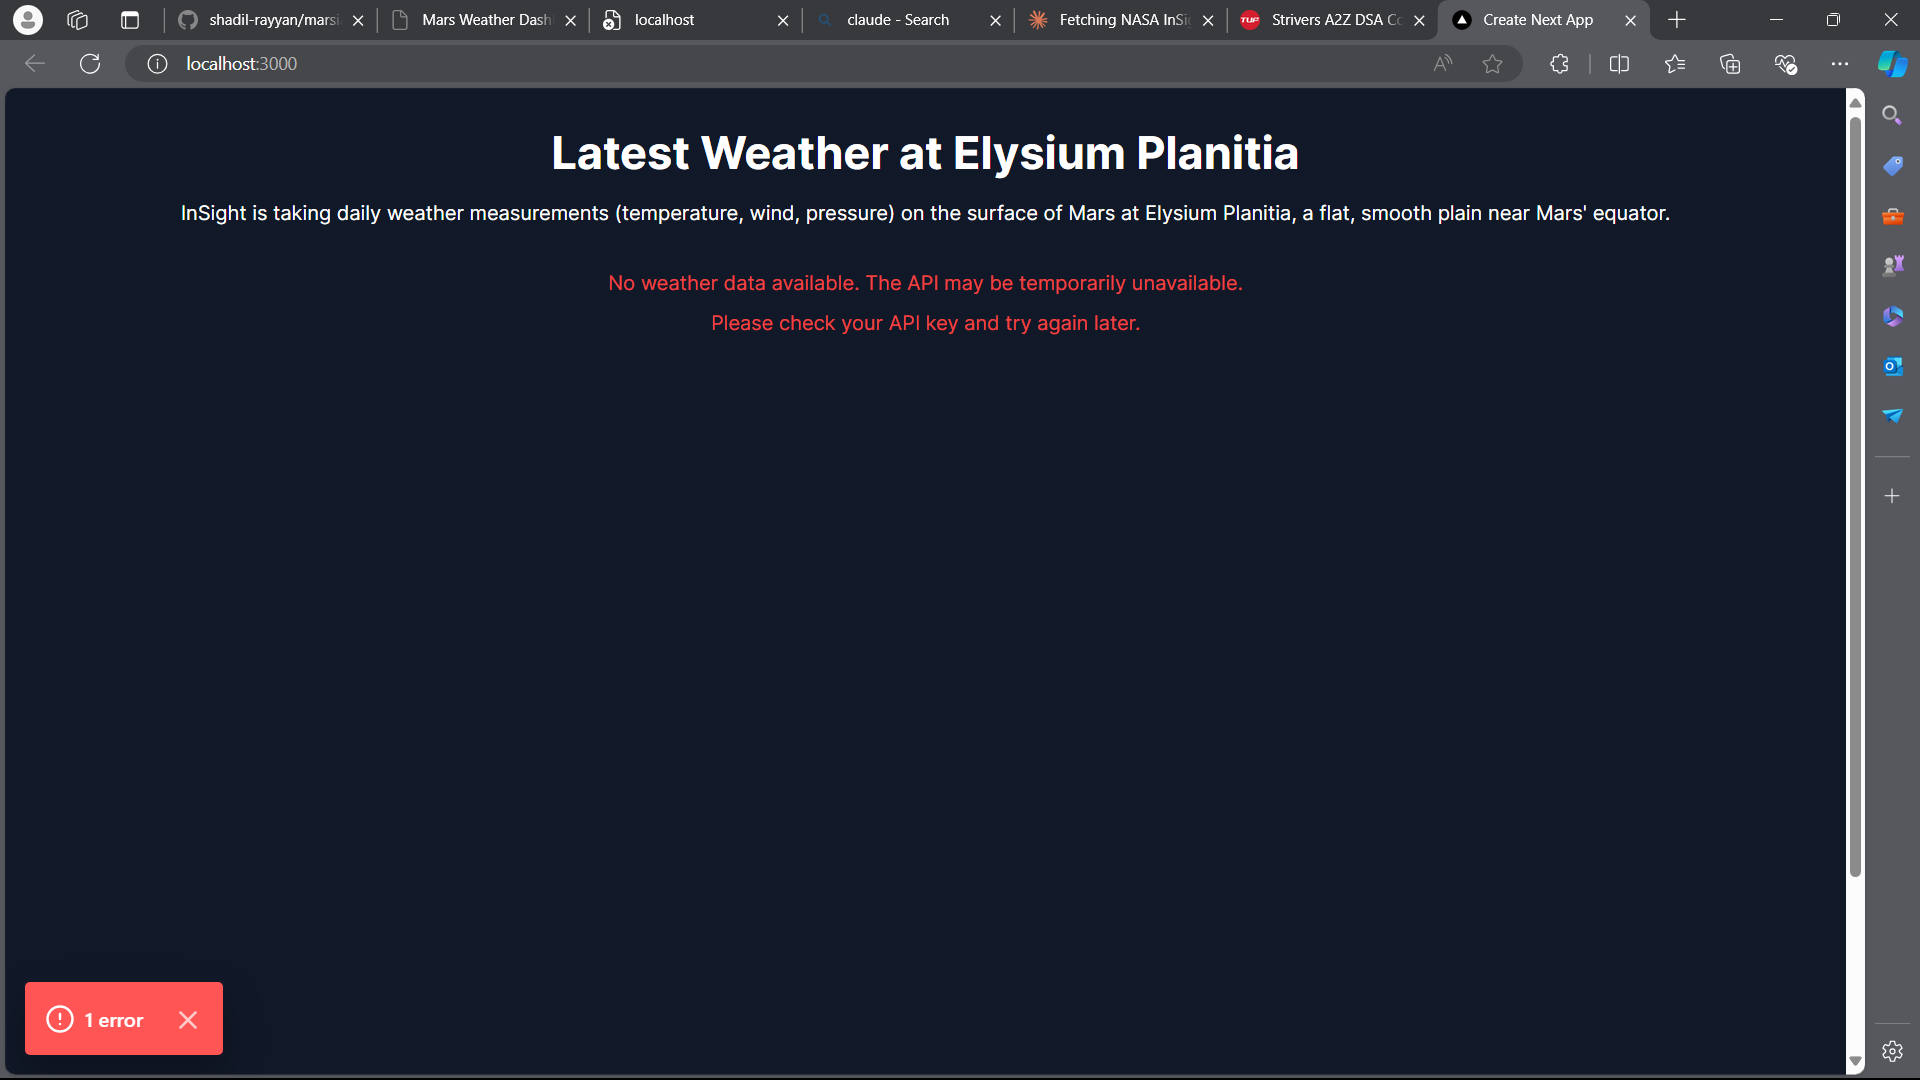 shadil-rayyan/marsi
Mars Weather Dash
localhost
claude - Search
Fetching NASA InSi
TUF
Strivers A2Z DSA Co
Create Next App
localhost:3000
Latest Weather at Elysium Planitia
InSight is taking daily weather measurements (temperature, wind, pressure) on the surface of Mars at Elysium Planitia, a flat, smooth plain near Mars' equator.
No weather data available. The API may be temporarily unavailable.
Please check your API key and try again later.
1 error